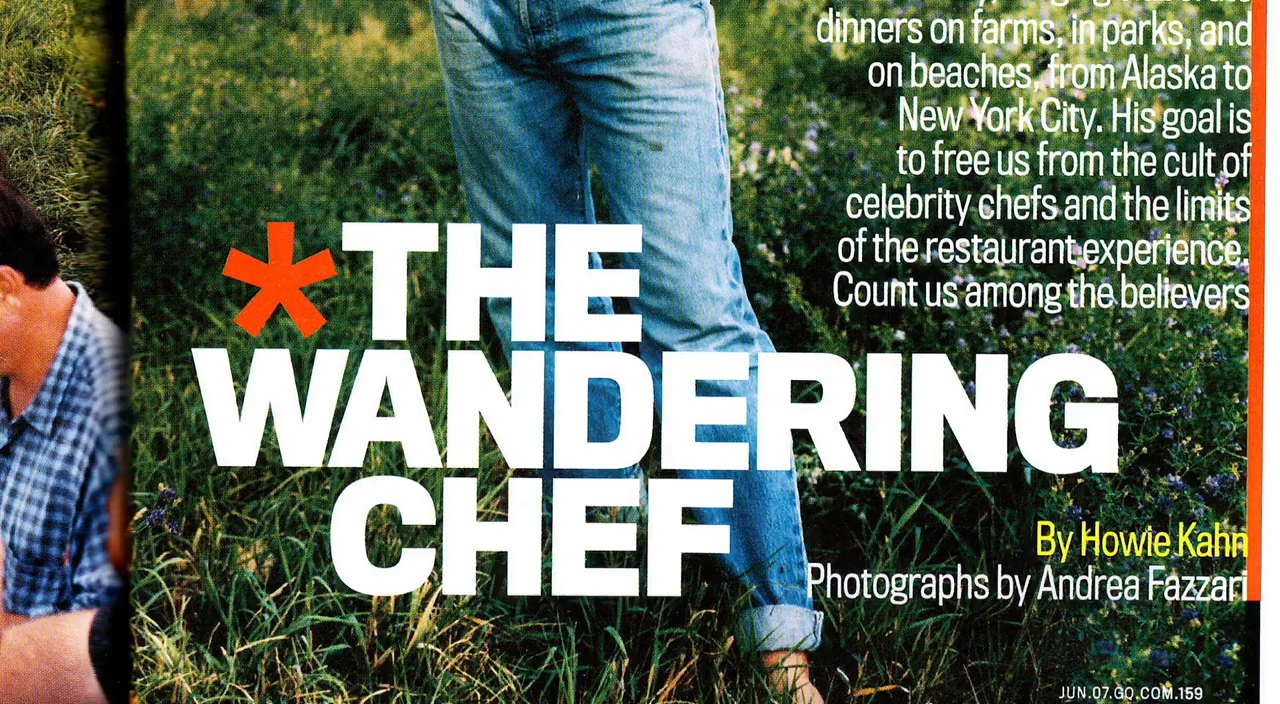 dinners on farms, in parks, and
on beaches, from Alaska to
New York City. His goal is
to free us from the cult of
celebrity chefs and the limits
of the restaurant experience.
Count us among the believers
*THE
WANDERING
CHEF
By Howie Kahn
Photographs by Andrea Fazzari
JUN.07.GQ.COM.159